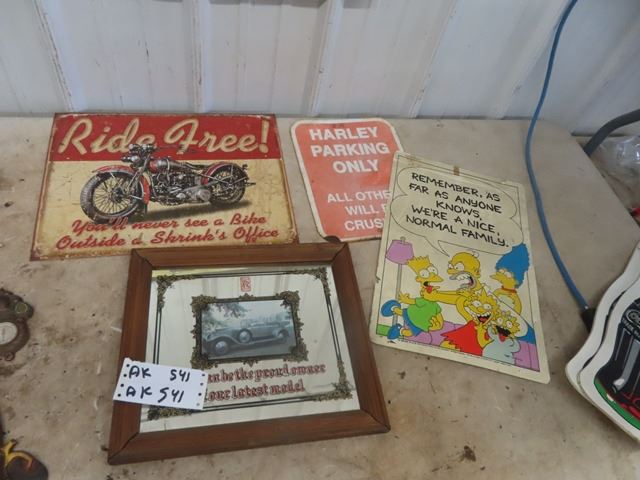 Ride Free!
You'll never see a Bike
Outside a Shrink's Office
HARLEY
PARKING
ONLY
ALL OTHE
WILL B
CRUS
REMEMBER, AS
FAR AS ANYONE
KNOWS,
WE'RE A NICE,
NORMAL FAMILY.
n be the proud owner
our latest model
AK 541
AK 541